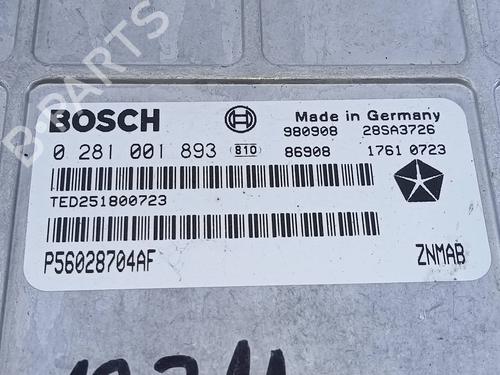 BOSCH Made in Germany
980908 28SA3726
0 281 001 893 810 86908 1761 0723
TED251800723
P56028704AF ZNMAB
B-PARTS